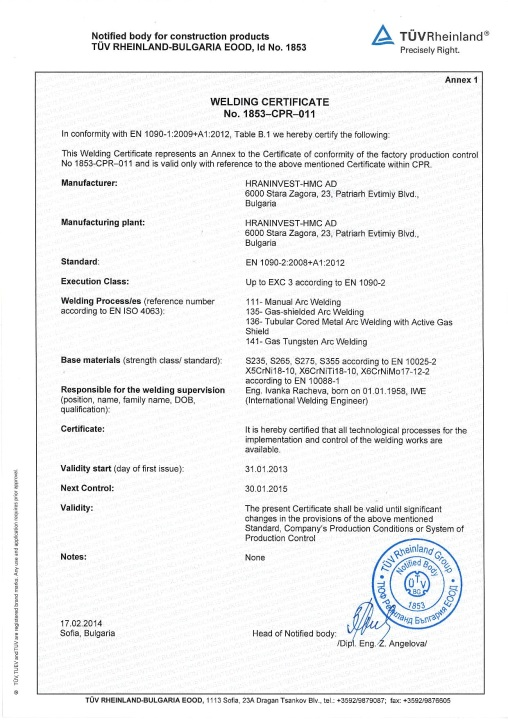 Notified body for construction products
TÜV RHEINLAND-BULGARIA EOOD, Id No. 1853
TÜVRheinland®
Precisely Right.
Annex 1
WELDING CERTIFICATE
No. 1853–CPR–011
In conformity with EN 1090-1:2009+A1:2012, Table B.1 we hereby certify the following:
This Welding Certificate represents an Annex to the Certificate of conformity of the factory production control
No 1853-CPR–011 and is valid only with reference to the above mentioned Certificate within CPR.
Manufacturer:
HRANINVEST-HMC AD
6000 Stara Zagora, 23, Patriarh Evtimiy Blvd.,
Bulgaria
Manufacturing plant:
HRANINVEST-HMC AD
6000 Stara Zagora, 23, Patriarh Evtimiy Blvd.,
Bulgaria
Standard:
EN 1090-2:2008+A1:2012
Execution Class:
Up to EXC 3 according to EN 1090-2
Welding Process/es (reference number
according to EN ISO 4063):
111- Manual Arc Welding
135- Gas-shielded Arc Welding
136- Tubular Cored Metal Arc Welding with Active Gas
Shield
141- Gas Tungsten Arc Welding
Base materials (strength class/ standard):
S235, S265, S275, S355 according to EN 10025-2
X5CrNi18-10, X6CrNiTi18-10, X6CrNiMo17-12-2
according to EN 10088-1
Responsible for the welding supervision
(position, name, family name, DOB,
qualification):
Eng. Ivanka Racheva, born on 01.01.1958, IWE
(International Welding Engineer)
Certificate:
It is hereby certified that all technological processes for the
implementation and control of the welding works are
available.
Validity start (day of first issue):
31.01.2013
Next Control:
30.01.2015
Validity:
The present Certificate shall be valid until significant
changes in the provisions of the above mentioned
Standard, Company's Production Conditions or System of
Production Control
Notes:
None
TÜV Rheinland Group
Notified Body
TÜV
BG
1853
ТЮФ Рейнланд България ЕООД
17.02.2014
Sofia, Bulgaria
Head of Notified body:
/Dipl. Eng. Z. Angelova/
® TÜV, TUEV and TUV are registered brand marks. Any use and application requires prior approval.
TÜV RHEINLAND-BULGARIA EOOD, 1113 Sofia, 23A Dragan Tsankov Blv., tel.: +3592/9879087; fax: +3592/9876605